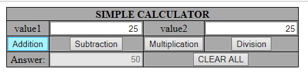 SIMPLE CALCULATOR
value1 25 value2 25
Addition Subtraction Multiplication Division
Answer: 50 CLEAR ALL